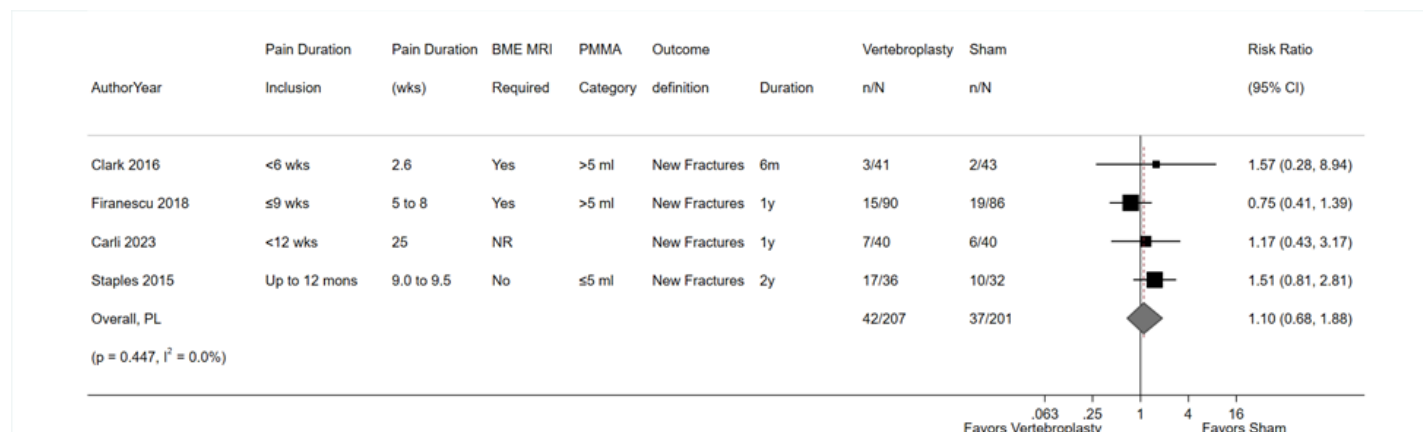 Pain Duration Pain Duration BME MRI PMMA Outcome Vertebroplasty Sham Risk Ratio
AuthorYear Inclusion (wks) Required Category definition Duration n/N n/N (95% CI)
Clark 2016 <6 wks 2.6 Yes >5 ml New Fractures 6m 3/41 2/43 1.57 (0.28, 8.94)
Firanescu 2018 ≤9 wks 5 to 8 Yes >5 ml New Fractures 1y 15/90 19/86 0.75 (0.41, 1.39)
Carli 2023 <12 wks 25 NR New Fractures 1y 7/40 6/40 1.17 (0.43, 3.17)
Staples 2015 Up to 12 mons 9.0 to 9.5 No ≤5 ml New Fractures 2y 17/36 10/32 1.51 (0.81, 2.81)
Overall, PL 42/207 37/201 1.10 (0.68, 1.88)
(p = 0.447, I² = 0.0%)
.063 .25 1 4 16
Favors Vertebroplasty Favors Sham